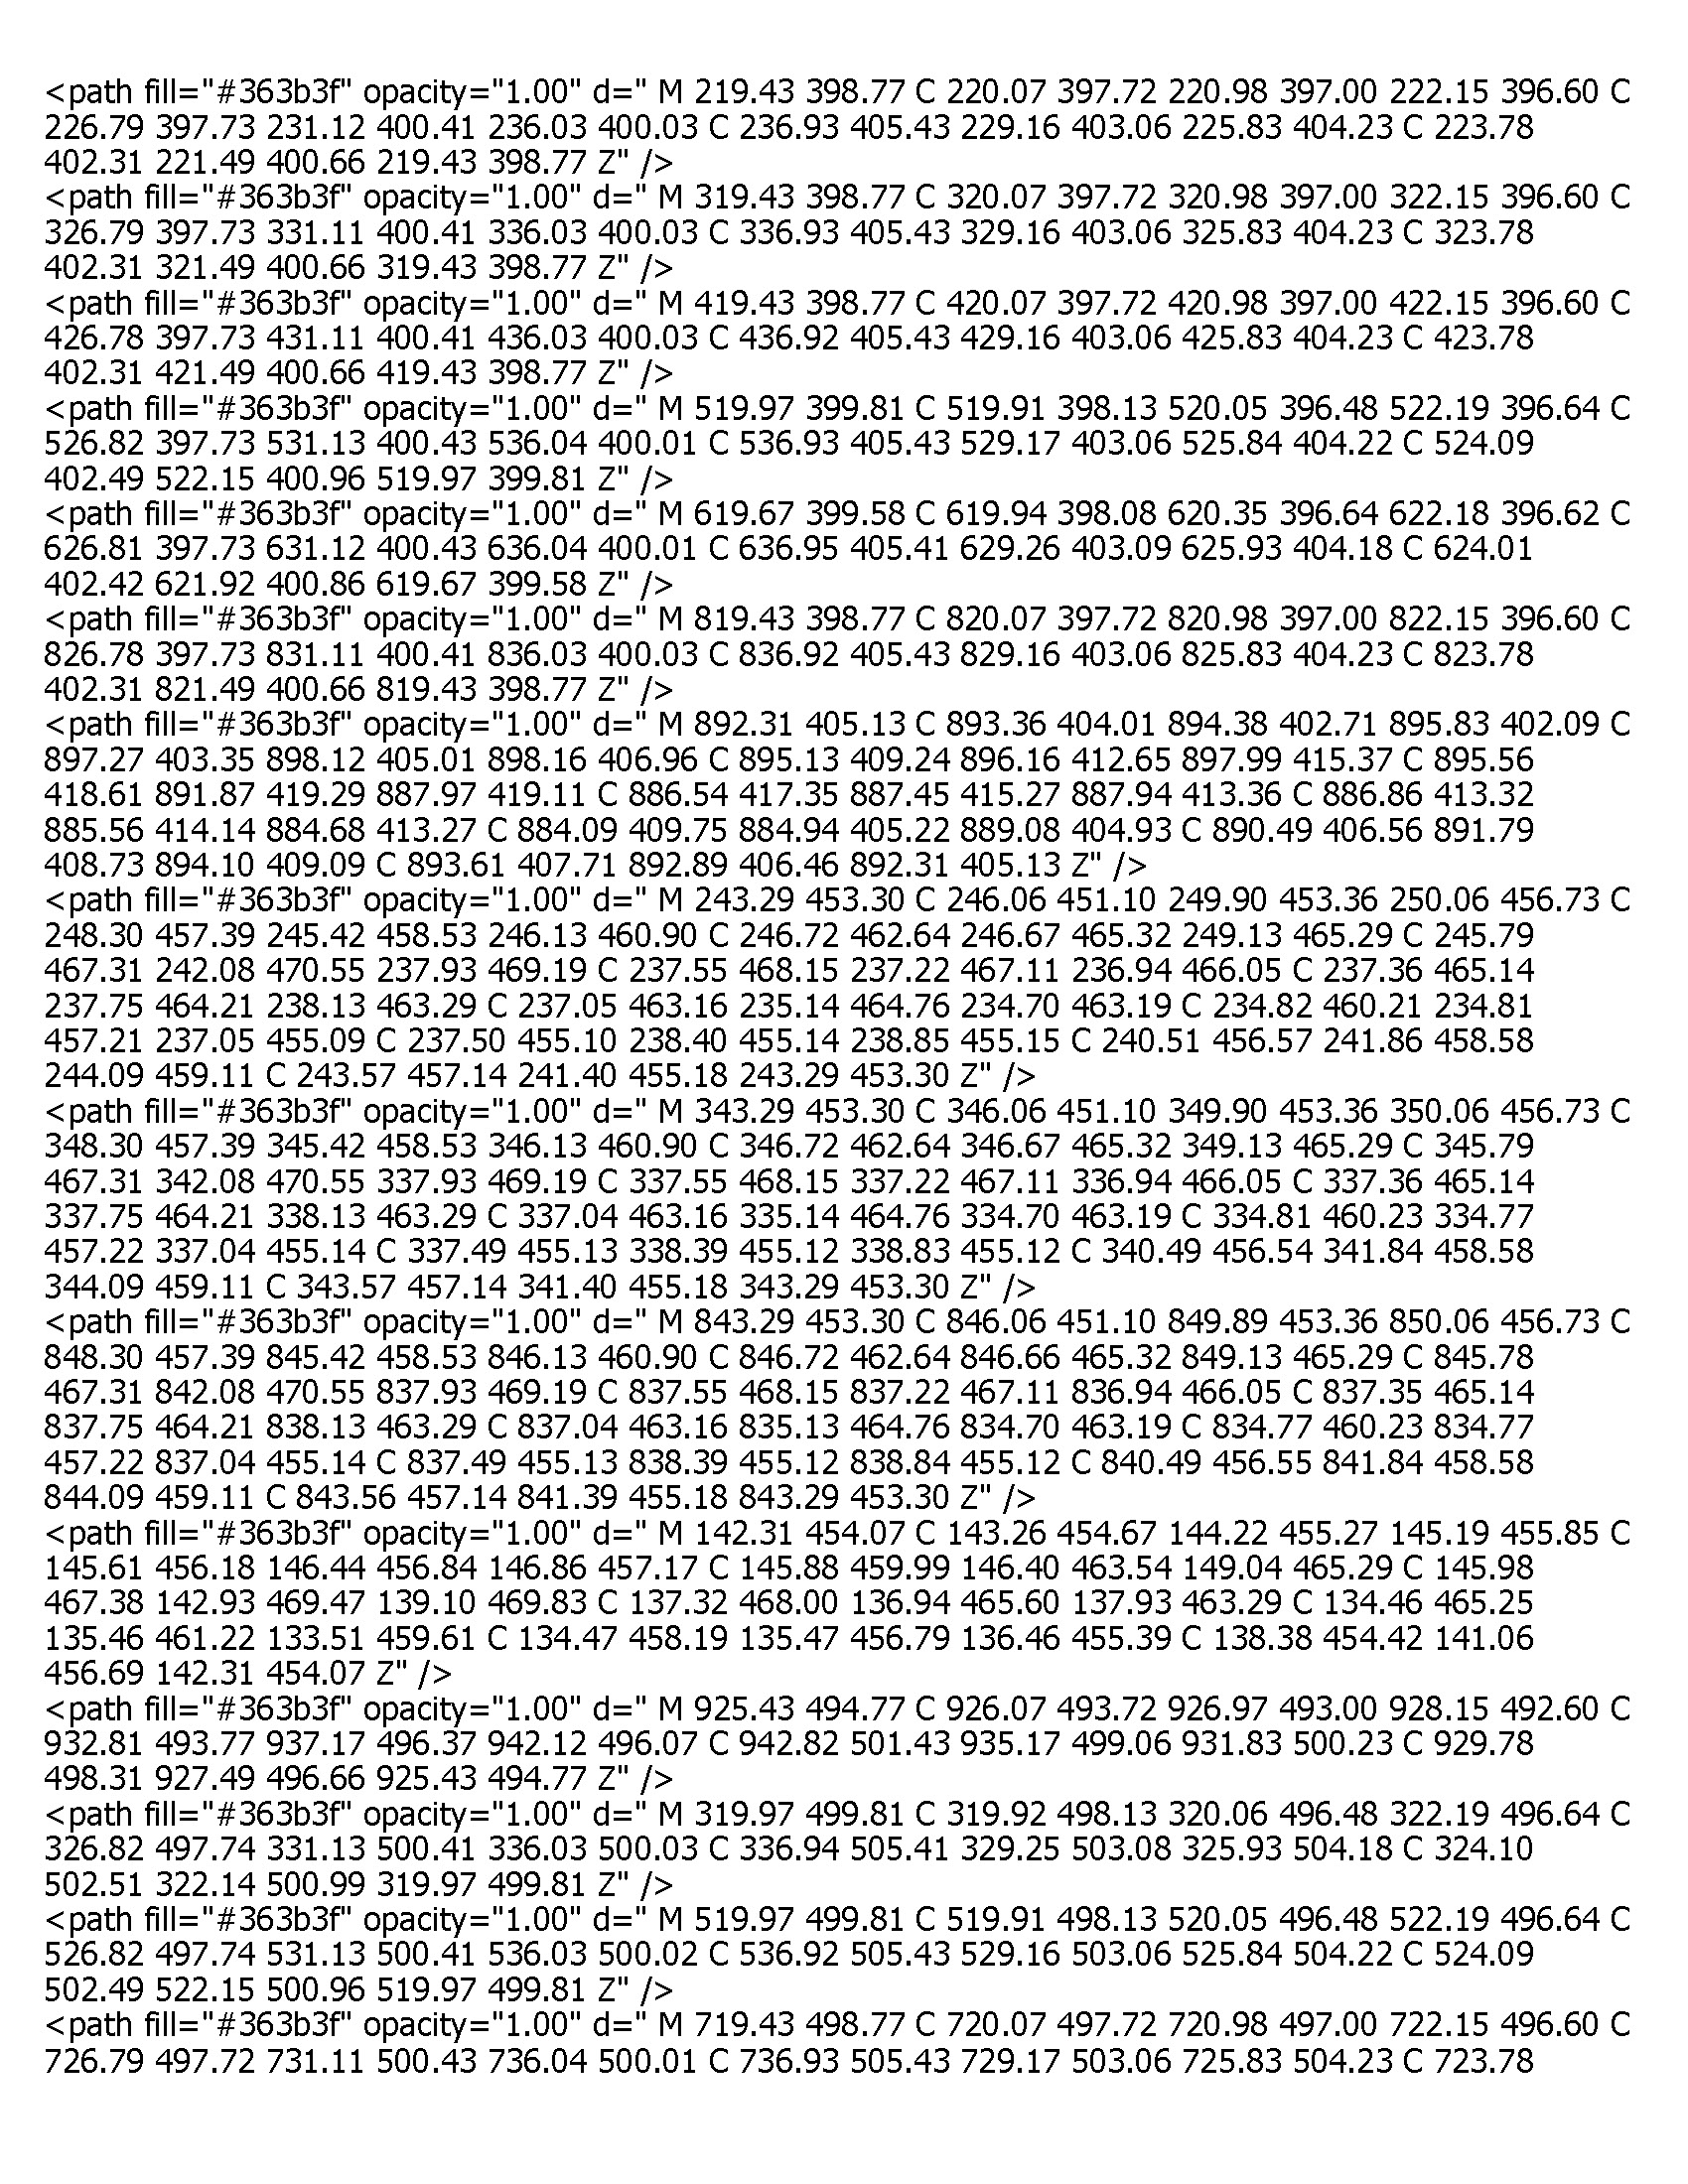 <path fill="#363b3f" opacity="1.00" d=" M 219.43 398.77 C 220.07 397.72 220.98 397.00 222.15 396.60 C
226.79 397.73 231.12 400.41 236.03 400.03 C 236.93 405.43 229.16 403.06 225.83 404.23 C 223.78
402.31 221.49 400.66 219.43 398.77 Z" />
<path fill="#363b3f" opacity="1.00" d=" M 319.43 398.77 C 320.07 397.72 320.98 397.00 322.15 396.60 C
326.79 397.73 331.11 400.41 336.03 400.03 C 336.93 405.43 329.16 403.06 325.83 404.23 C 323.78
402.31 321.49 400.66 319.43 398.77 Z" />
<path fill="#363b3f" opacity="1.00" d=" M 419.43 398.77 C 420.07 397.72 420.98 397.00 422.15 396.60 C
426.78 397.73 431.11 400.41 436.03 400.03 C 436.92 405.43 429.16 403.06 425.83 404.23 C 423.78
402.31 421.49 400.66 419.43 398.77 Z" />
<path fill="#363b3f" opacity="1.00" d=" M 519.97 399.81 C 519.91 398.13 520.05 396.48 522.19 396.64 C
526.82 397.73 531.13 400.43 536.04 400.01 C 536.93 405.43 529.17 403.06 525.84 404.22 C 524.09
402.49 522.15 400.96 519.97 399.81 Z" />
<path fill="#363b3f" opacity="1.00" d=" M 619.67 399.58 C 619.94 398.08 620.35 396.64 622.18 396.62 C
626.81 397.73 631.12 400.43 636.04 400.01 C 636.95 405.41 629.26 403.09 625.93 404.18 C 624.01
402.42 621.92 400.86 619.67 399.58 Z" />
<path fill="#363b3f" opacity="1.00" d=" M 819.43 398.77 C 820.07 397.72 820.98 397.00 822.15 396.60 C
826.78 397.73 831.11 400.41 836.03 400.03 C 836.92 405.43 829.16 403.06 825.83 404.23 C 823.78
402.31 821.49 400.66 819.43 398.77 Z" />
<path fill="#363b3f" opacity="1.00" d=" M 892.31 405.13 C 893.36 404.01 894.38 402.71 895.83 402.09 C
897.27 403.35 898.12 405.01 898.16 406.96 C 895.13 409.24 896.16 412.65 897.99 415.37 C 895.56
418.61 891.87 419.29 887.97 419.11 C 886.54 417.35 887.45 415.27 887.94 413.36 C 886.86 413.32
885.56 414.14 884.68 413.27 C 884.09 409.75 884.94 405.22 889.08 404.93 C 890.49 406.56 891.79
408.73 894.10 409.09 C 893.61 407.71 892.89 406.46 892.31 405.13 Z" />
<path fill="#363b3f" opacity="1.00" d=" M 243.29 453.30 C 246.06 451.10 249.90 453.36 250.06 456.73 C
248.30 457.39 245.42 458.53 246.13 460.90 C 246.72 462.64 246.67 465.32 249.13 465.29 C 245.79
467.31 242.08 470.55 237.93 469.19 C 237.55 468.15 237.22 467.11 236.94 466.05 C 237.36 465.14
237.75 464.21 238.13 463.29 C 237.05 463.16 235.14 464.76 234.70 463.19 C 234.82 460.21 234.81
457.21 237.05 455.09 C 237.50 455.10 238.40 455.14 238.85 455.15 C 240.51 456.57 241.86 458.58
244.09 459.11 C 243.57 457.14 241.40 455.18 243.29 453.30 Z" />
<path fill="#363b3f" opacity="1.00" d=" M 343.29 453.30 C 346.06 451.10 349.90 453.36 350.06 456.73 C
348.30 457.39 345.42 458.53 346.13 460.90 C 346.72 462.64 346.67 465.32 349.13 465.29 C 345.79
467.31 342.08 470.55 337.93 469.19 C 337.55 468.15 337.22 467.11 336.94 466.05 C 337.36 465.14
337.75 464.21 338.13 463.29 C 337.04 463.16 335.14 464.76 334.70 463.19 C 334.81 460.23 334.77
457.22 337.04 455.14 C 337.49 455.13 338.39 455.12 338.83 455.12 C 340.49 456.54 341.84 458.58
344.09 459.11 C 343.57 457.14 341.40 455.18 343.29 453.30 Z" />
<path fill="#363b3f" opacity="1.00" d=" M 843.29 453.30 C 846.06 451.10 849.89 453.36 850.06 456.73 C
848.30 457.39 845.42 458.53 846.13 460.90 C 846.72 462.64 846.66 465.32 849.13 465.29 C 845.78
467.31 842.08 470.55 837.93 469.19 C 837.55 468.15 837.22 467.11 836.94 466.05 C 837.35 465.14
837.75 464.21 838.13 463.29 C 837.04 463.16 835.13 464.76 834.70 463.19 C 834.77 460.23 834.77
457.22 837.04 455.14 C 837.49 455.13 838.39 455.12 838.84 455.12 C 840.49 456.55 841.84 458.58
844.09 459.11 C 843.56 457.14 841.39 455.18 843.29 453.30 Z" />
<path fill="#363b3f" opacity="1.00" d=" M 142.31 454.07 C 143.26 454.67 144.22 455.27 145.19 455.85 C
145.61 456.18 146.44 456.84 146.86 457.17 C 145.88 459.99 146.40 463.54 149.04 465.29 C 145.98
467.38 142.93 469.47 139.10 469.83 C 137.32 468.00 136.94 465.60 137.93 463.29 C 134.46 465.25
135.46 461.22 133.51 459.61 C 134.47 458.19 135.47 456.79 136.46 455.39 C 138.38 454.42 141.06
456.69 142.31 454.07 Z" />
<path fill="#363b3f" opacity="1.00" d=" M 925.43 494.77 C 926.07 493.72 926.97 493.00 928.15 492.60 C
932.81 493.77 937.17 496.37 942.12 496.07 C 942.82 501.43 935.17 499.06 931.83 500.23 C 929.78
498.31 927.49 496.66 925.43 494.77 Z" />
<path fill="#363b3f" opacity="1.00" d=" M 319.97 499.81 C 319.92 498.13 320.06 496.48 322.19 496.64 C
326.82 497.74 331.13 500.41 336.03 500.03 C 336.94 505.41 329.25 503.08 325.93 504.18 C 324.10
502.51 322.14 500.99 319.97 499.81 Z" />
<path fill="#363b3f" opacity="1.00" d=" M 519.97 499.81 C 519.91 498.13 520.05 496.48 522.19 496.64 C
526.82 497.74 531.13 500.41 536.03 500.02 C 536.92 505.43 529.16 503.06 525.84 504.22 C 524.09
502.49 522.15 500.96 519.97 499.81 Z" />
<path fill="#363b3f" opacity="1.00" d=" M 719.43 498.77 C 720.07 497.72 720.98 497.00 722.15 496.60 C
726.79 497.72 731.11 500.43 736.04 500.01 C 736.93 505.43 729.17 503.06 725.83 504.23 C 723.78